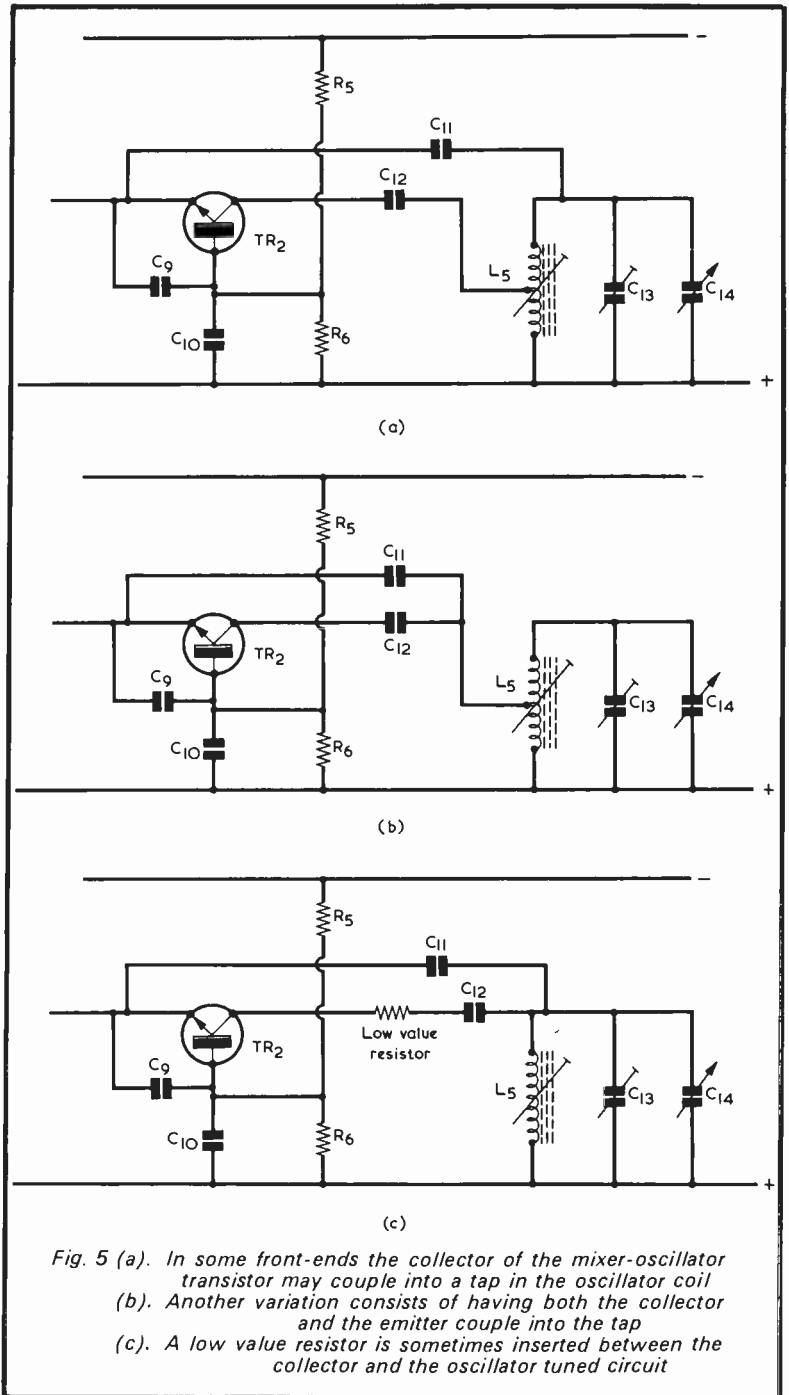 −
R5
C11
C12
TR2
L5
C9
C13
C14
C10
R6
+
(a)
−
R5
C11
C12
TR2
L5
C9
C13
C14
C10
R6
+
(b)
−
R5
C11
C12
Low value
resistor
TR2
L5
C9
C13
C14
C10
R6
+
(c)
Fig. 5 (a). In some front-ends the collector of the mixer-oscillator
transistor may couple into a tap in the oscillator coil
(b). Another variation consists of having both the collector
and the emitter couple into the tap
(c). A low value resistor is sometimes inserted between the
collector and the oscillator tuned circuit